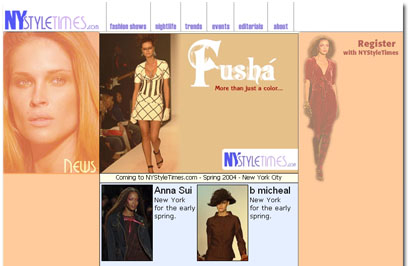 NYSTYLETIMES.com
fashion shows nightlife trends events editorials about
News
Fushá
More than just a color...
NYSTYLETIMES.com
Register
with NYStyleTimes
Coming to NYStyleTimes.com - Spring 2004 - New York City
Anna Sui
New York
for the early
spring.
b micheal
New York
for the early
spring.